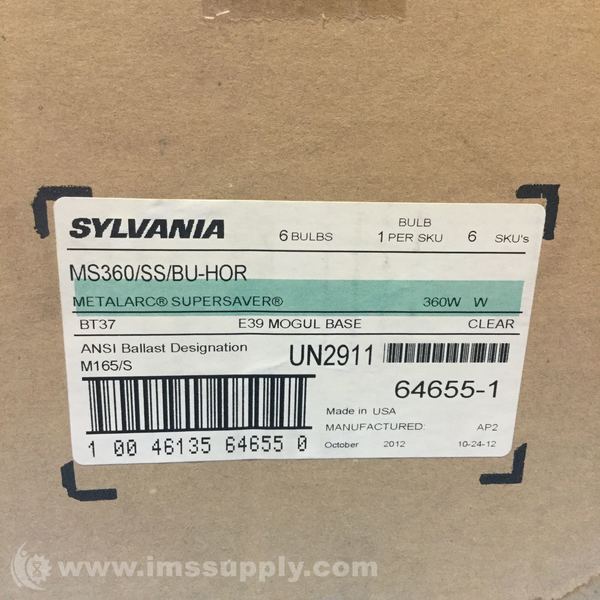 SYLVANIA
6 BULBS
BULB
1 PER SKU
6 SKU's
MS360/SS/BU-HOR
METALARC® SUPERSAVER® 360W W
BT37 E39 MOGUL BASE CLEAR
ANSI Ballast Designation
M165/S
UN2911
64655-1
Made in USA
MANUFACTURED: AP2
October 2012 10-24-12
1 00 46135 64655 0
www.imssupply.com